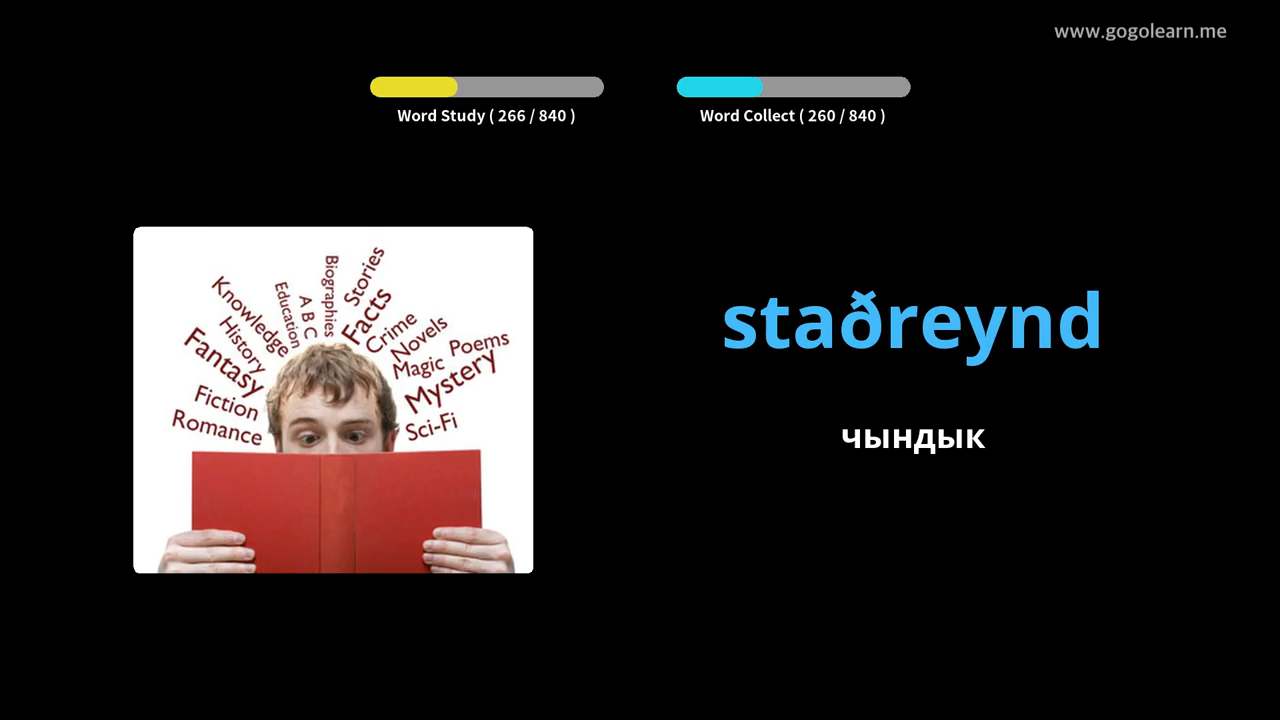 www.gogolearn.me
Word Study ( 266 / 840 )
Word Collect ( 260 / 840 )
Knowledge
Education
A B C
Biographies
Stories
Facts
Crime
Novels
Poems
History
Magic
Mystery
Fantasy
Fiction
Romance
Sci-Fi
staðreynd
чындык